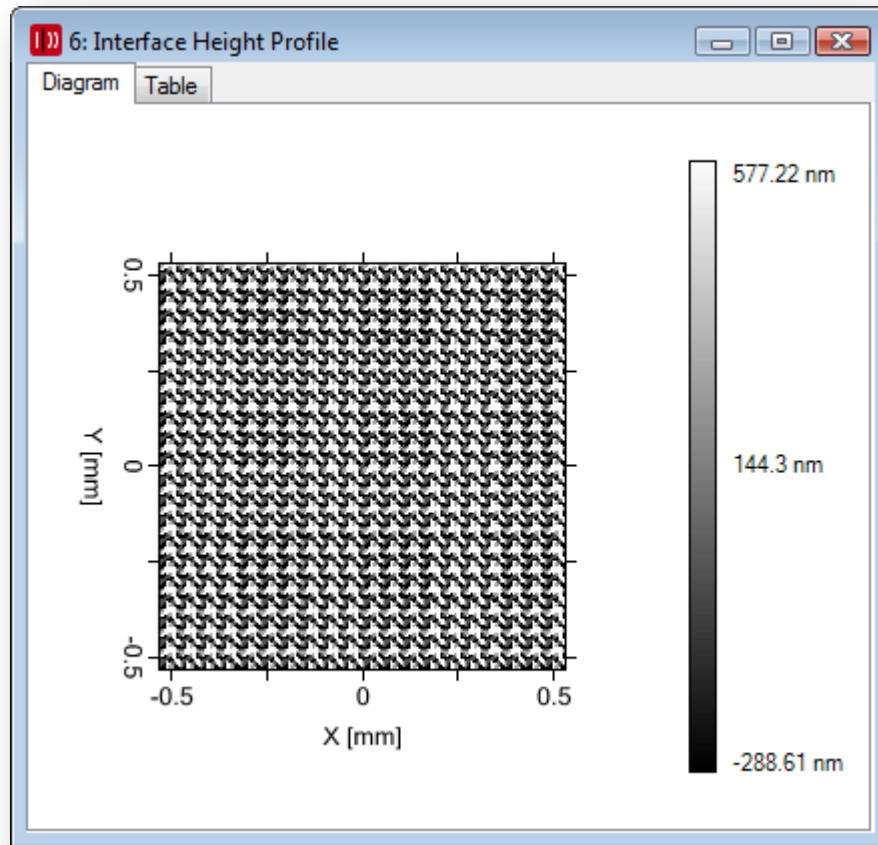 6: Interface Height Profile
Diagram
Table
577.22 nm
144.3 nm
-288.61 nm
0.5
0
-0.5
Y [mm]
-0.5
0
0.5
X [mm]